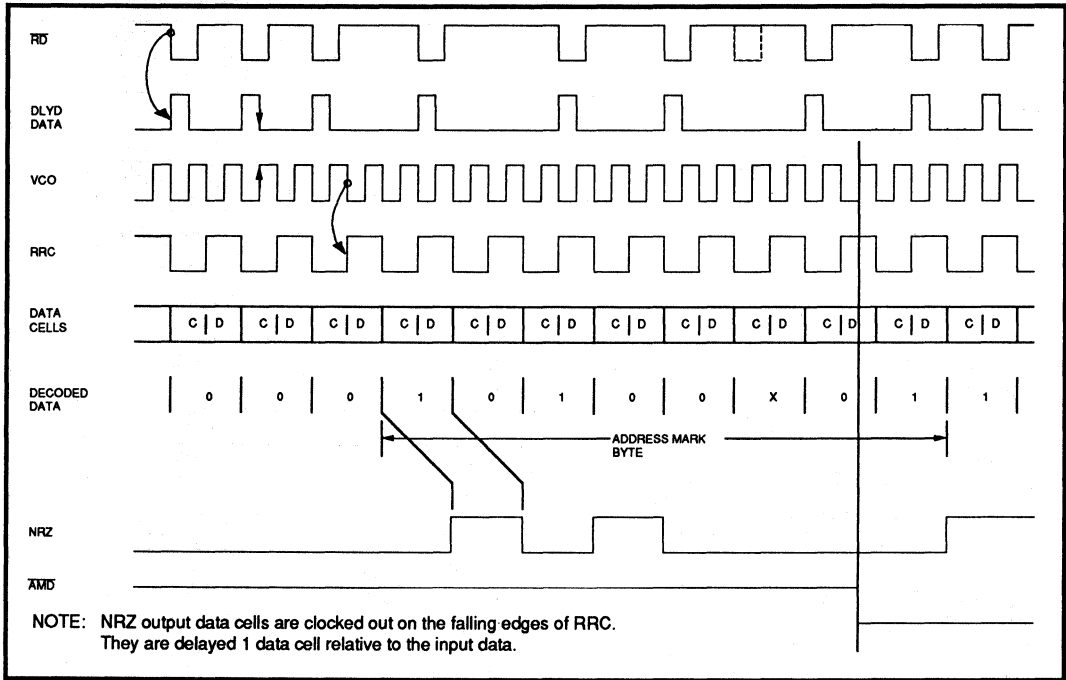 RD
DLYD
DATA
VCO
RRC
DATA
CELLS
C D C D C D C D C D C D C D C D C D C D C D C D
DECODED
DATA
0 0 0 1 0 1 0 0 X 0 1 1
ADDRESS MARK
BYTE
NRZ
AMD
NOTE: NRZ output data cells are clocked out on the falling edges of RRC.
They are delayed 1 data cell relative to the input data.